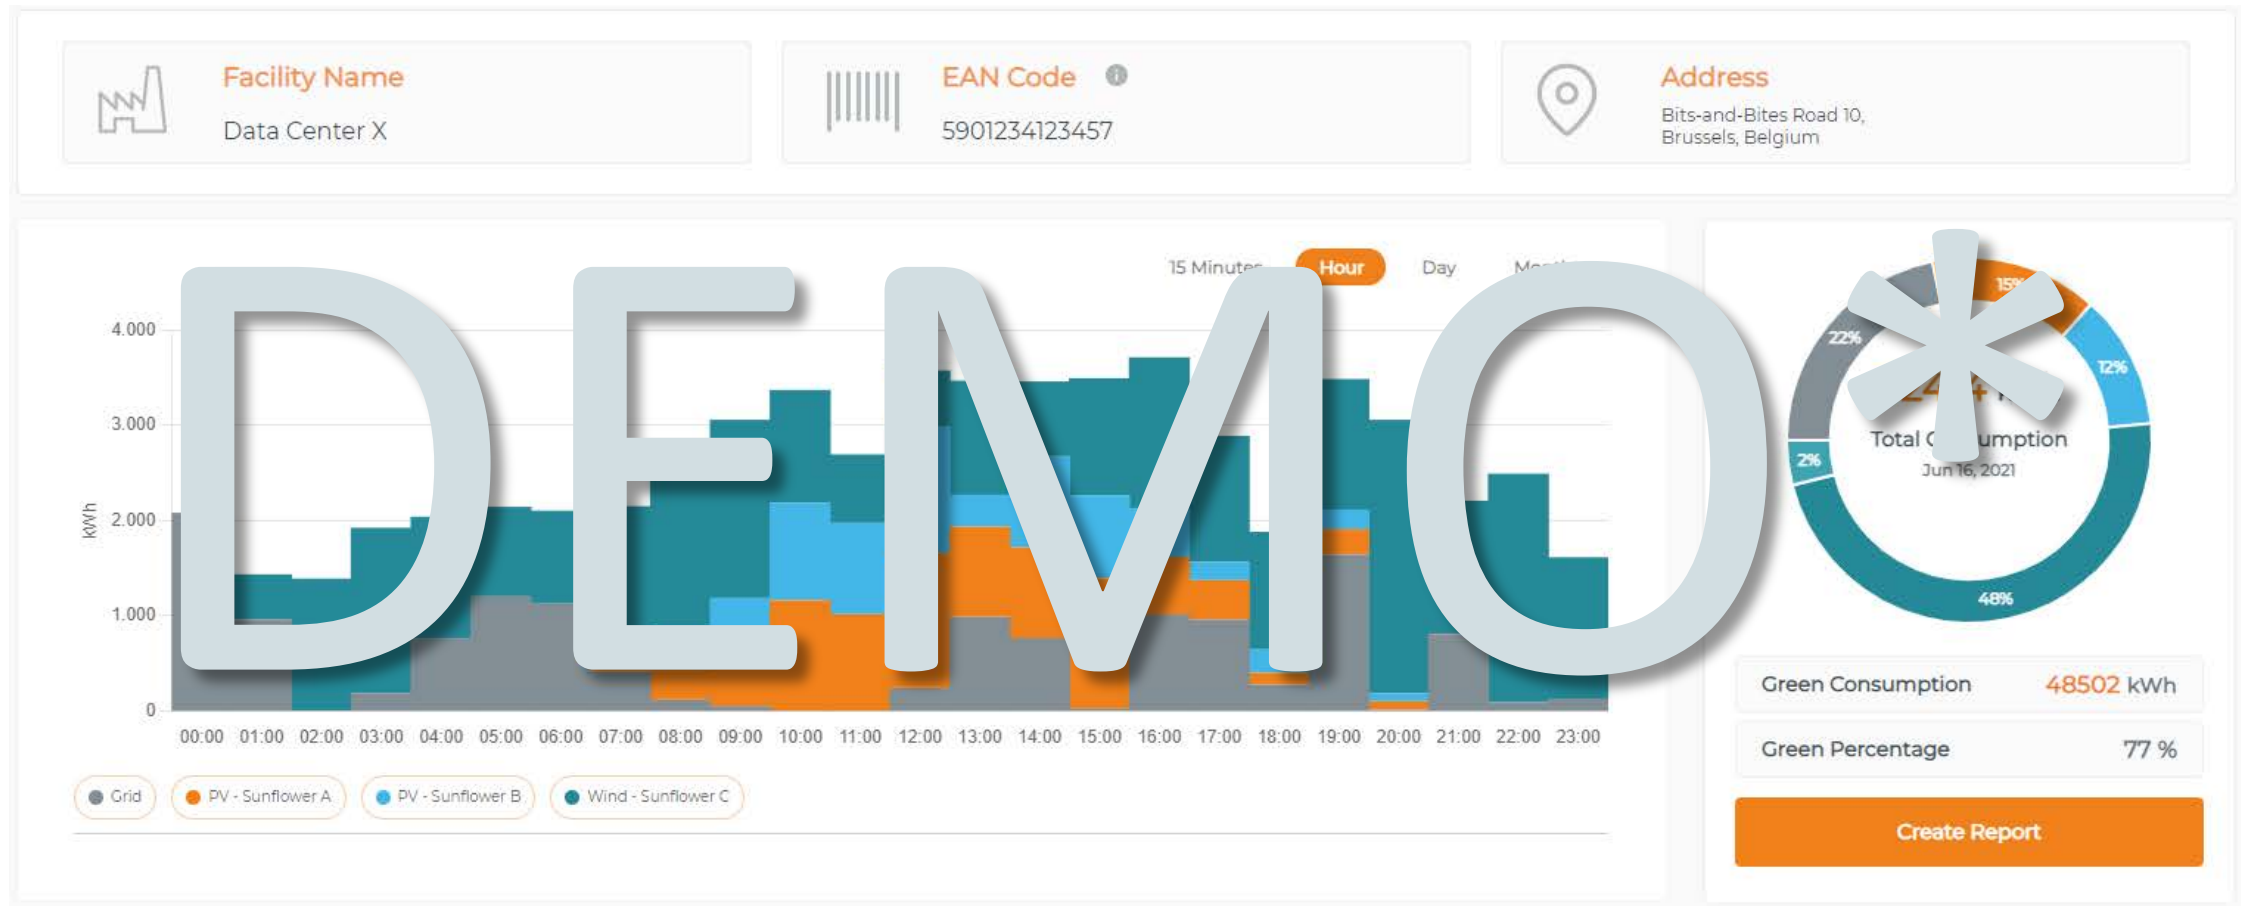 Facility Name
Data Center X
EAN Code
5901234123457
Address
Bits-and-Bites Road 10,
Brussels, Belgium
DEMO*
15 Minutes Hour Day
4.000
3.000
2.000
1.000
0
kWh
00:00 01:00 02:00 03:00 04:00 05:00 06:00 07:00 08:00 09:00 10:00 11:00 12:00 13:00 14:00 15:00 16:00 17:00 18:00 19:00 20:00 21:00 22:00 23:00
Grid PV - Sunflower A PV - Sunflower B Wind - Sunflower C
15%
22%
12%
Total
Jun 16, 2021
2%
48%
Green Consumption 48502 kWh
Green Percentage 77 %
Create Report